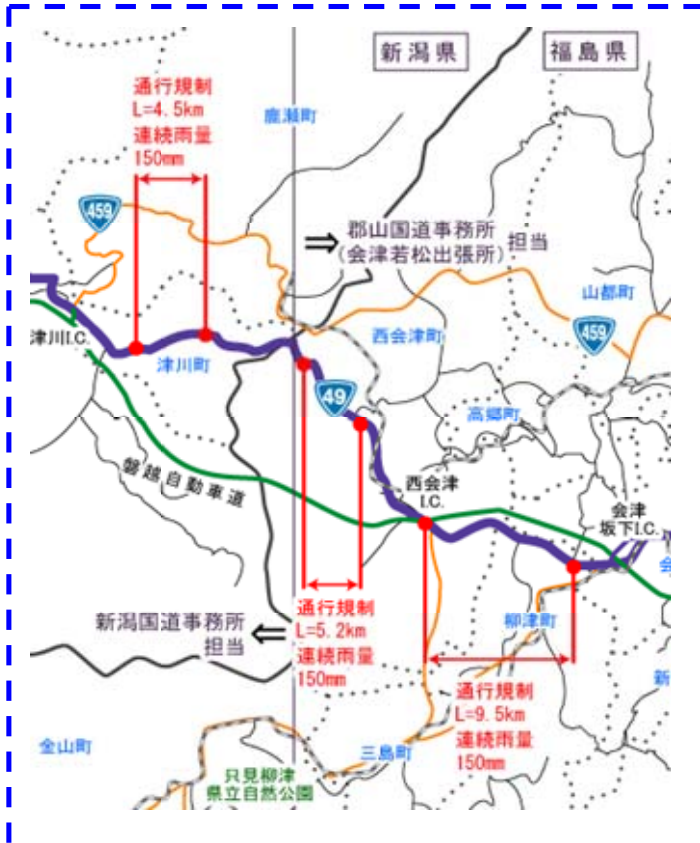 新潟県
福島県
通行規制
L=4.5km
連続雨量
150mm
鹿瀬町
459
郡山国道事務所
(会津若松出張所)
担当
山都町
津川I.C.
津川町
西会津町
459
49
高郷町
磐越自動車道
西会津
I.C.
会津
坂下I.C.
会
通行規制
L=5.2km
連続雨量
150mm
新潟国道事務所
担当
柳津町
新
通行規制
L=9.5km
連続雨量
150mm
金山町
三島町
只見柳津
県立自然公園